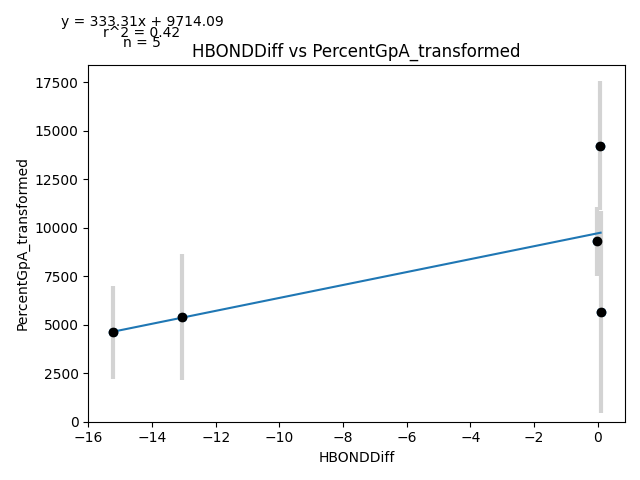 y = 333.31x + 9714.09
r^2 = 0.42
n = 5
HBONDDiff vs PercentGpA_transformed
PercentGpA_transformed
17500
15000
12500
10000
7500
5000
2500
0
−16 −14 −12 −10 −8 −6 −4 −2 0
HBONDDiff